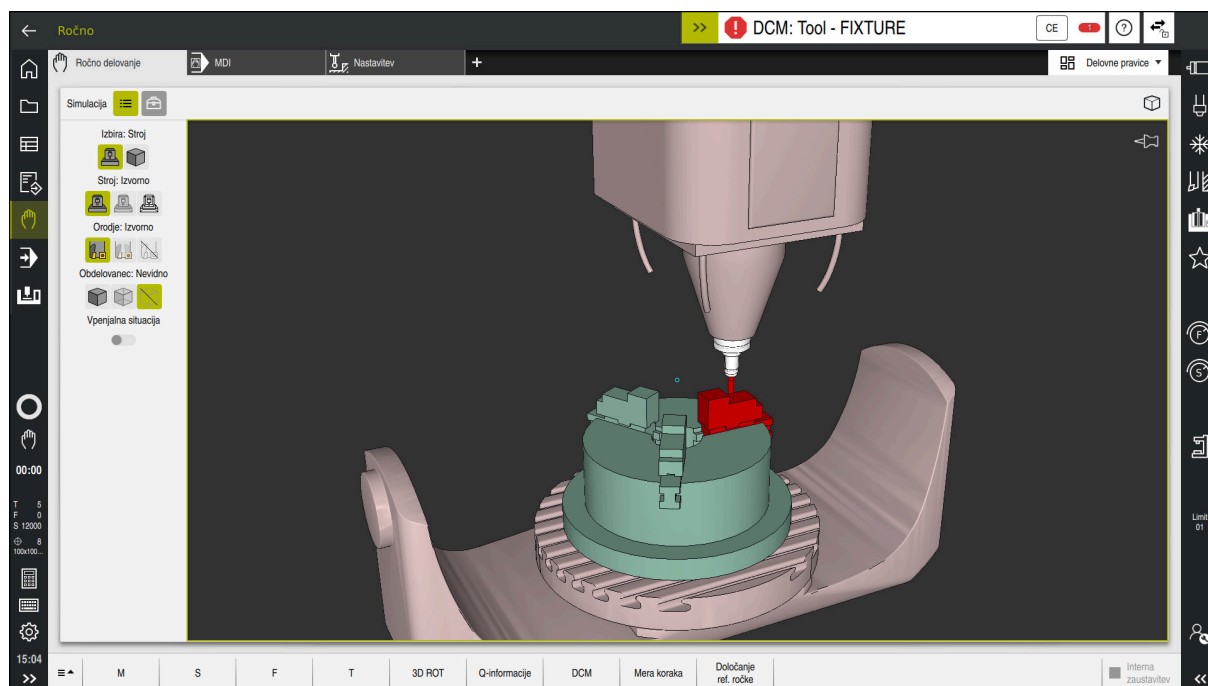 Ročno
DCM: Tool - FIXTURE
CE
1
?
Ročno delovanje
MDI
Nastavitev
+
Delovne pravice
Simulacija
Izbira: Stroj
Stroj: Izvorno
Orodje: Izvorno
Obdelovanec: Nevidno
Vpenjalna situacija
00:00
T 5
F 0
S 12000
8
100x100...
15:04
F
S
Limit
01
M
S
F
T
3D ROT
Q-informacije
DCM
Mera koraka
Določanje
ref. ročke
Interna
zaustavitev